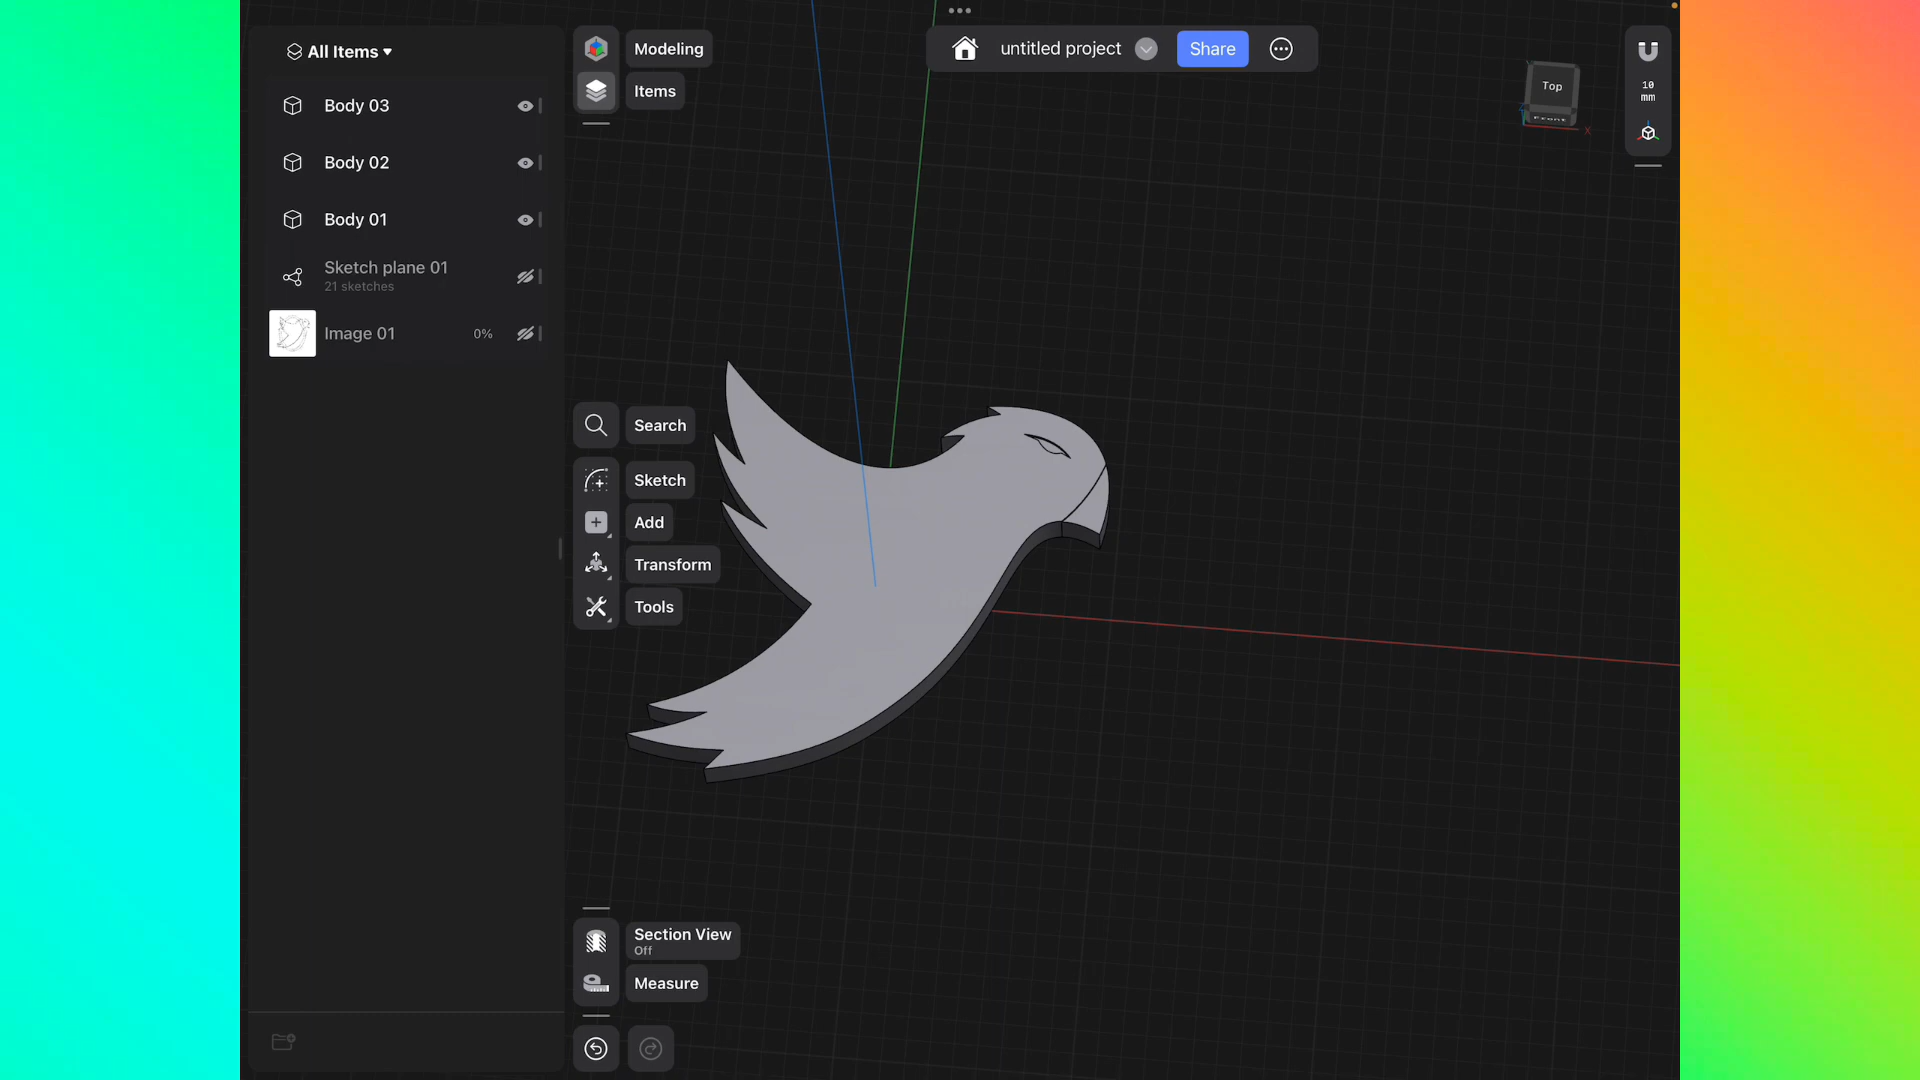 All Items
Body 03
Body 02
Body 01
Sketch plane 01
21 sketches
Image 01
0%
Modeling
Items
untitled project
Share
Top
Front
X
Z
10
mm
Search
Sketch
Add
Transform
Tools
Section View
Off
Measure